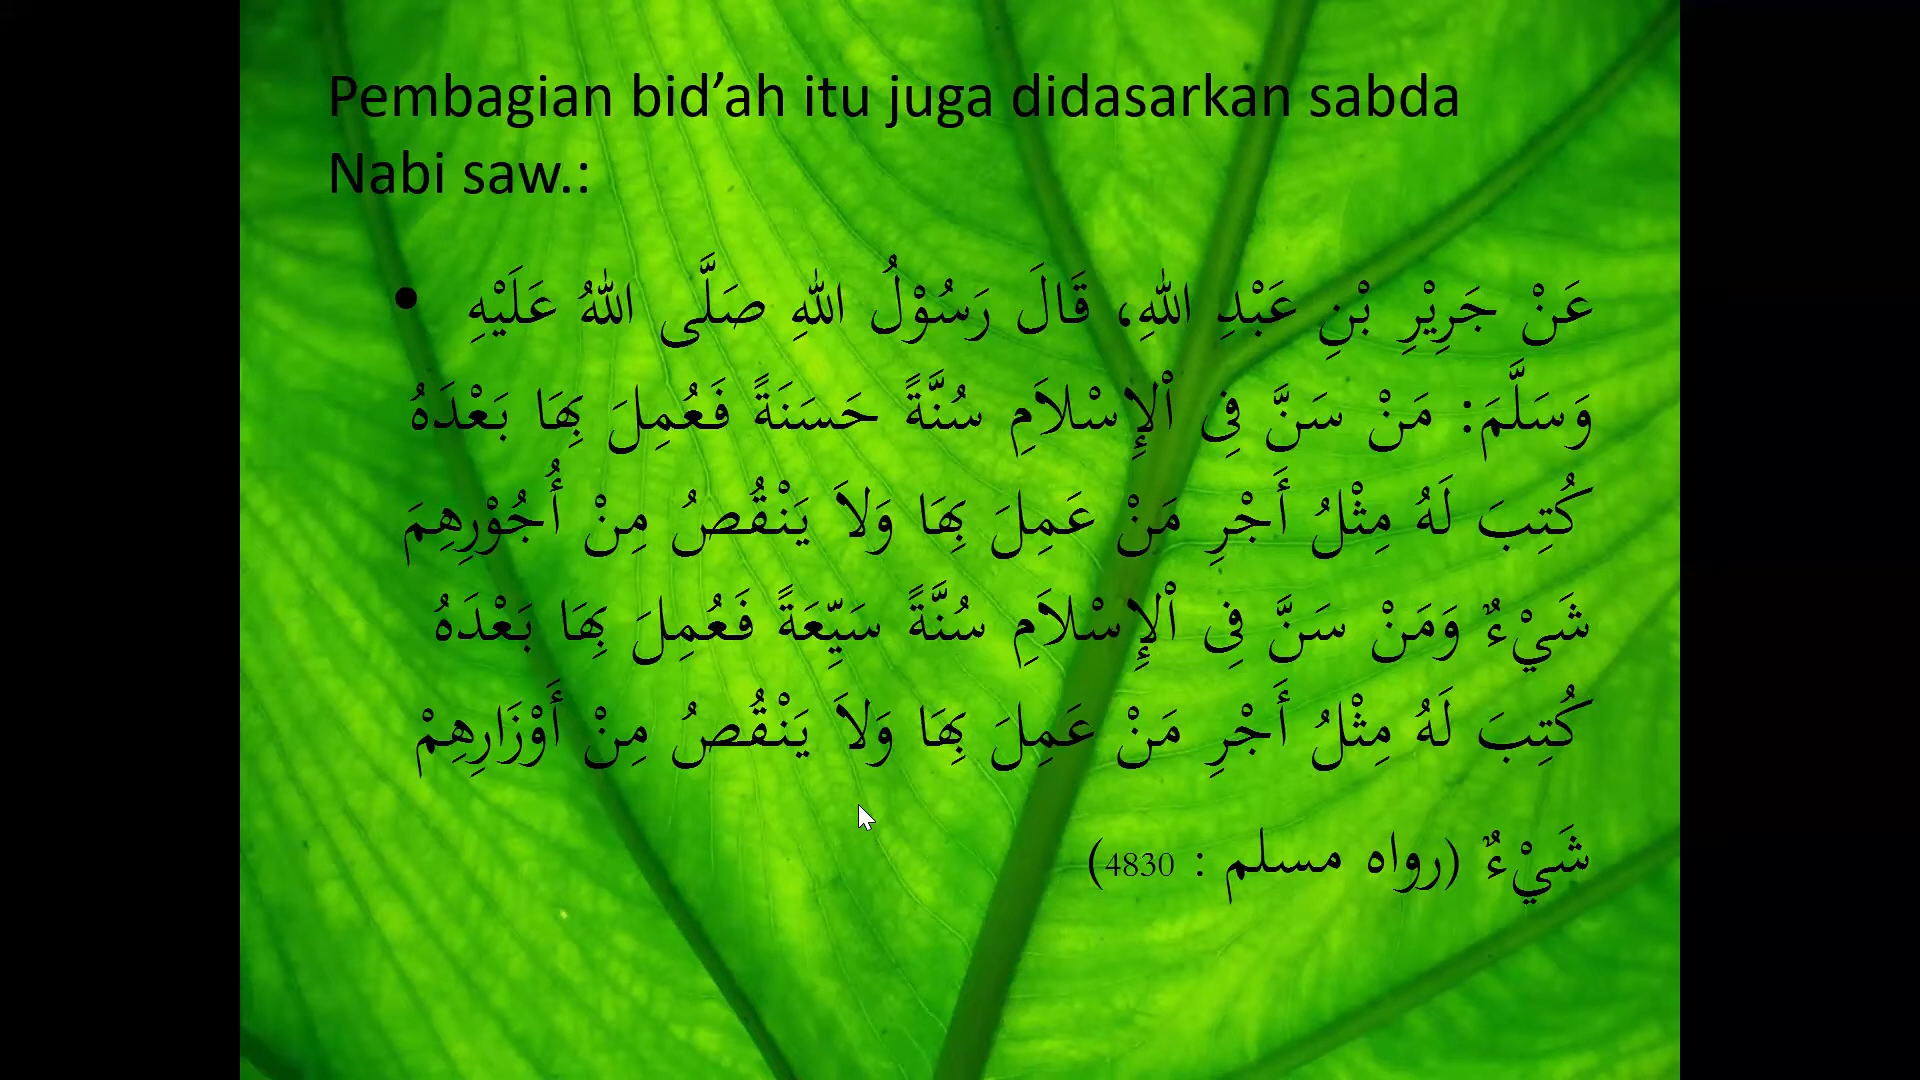 Pembagian bid’ah itu juga didasarkan sabda
Nabi saw.:
• عَنْ جَرِيْرِ بْنِ عَبْدِ اللهِ، قَالَ رَسُوْلُ اللهِ صَلَّى اللهُ عَلَيْهِ
وَسَلَّمَ: مَنْ سَنَّ فِى اْلإِسْلاَمِ سُنَّةً حَسَنَةً فَعُمِلَ بِهَا بَعْدَهُ
كُتِبَ لَهُ مِثْلُ أَجْرِ مَنْ عَمِلَ بِهَا وَلاَ يَنْقُصُ مِنْ أُجُوْرِهِمَ
شَيْءٌ وَمَنْ سَنَّ فِى اْلإِسْلاَمِ سُنَّةً سَيِّعَةً فَعُمِلَ بِهَا بَعْدَهُ
كُتِبَ لَهُ مِثْلُ أَجْرِ مَنْ عَمِلَ بِهَا وَلاَ يَنْقُصُ مِنْ أَوْزَارِهِمْ
شَيْءٌ (رواه مسلم : 4830)